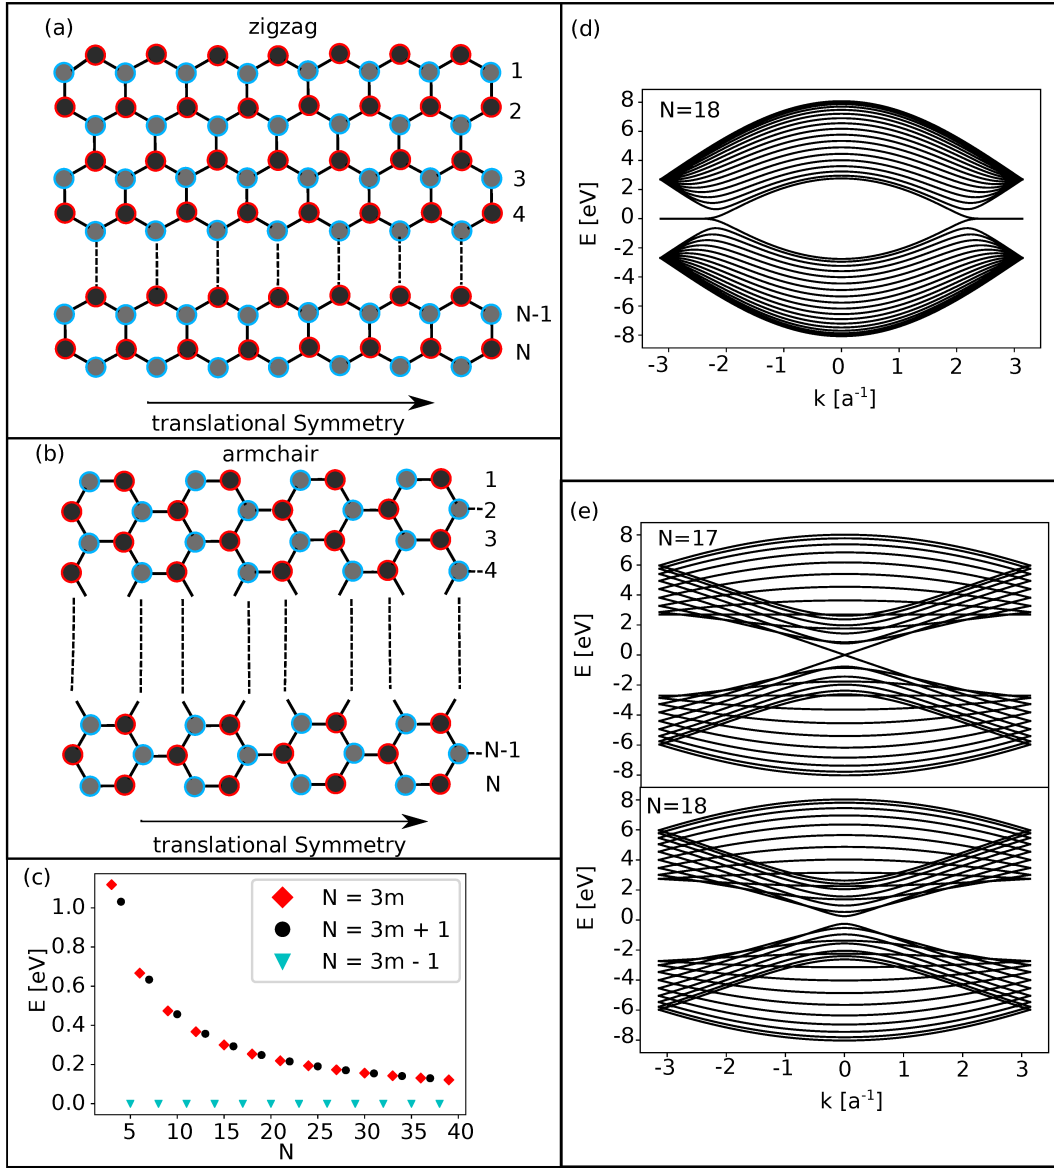 (a)
zigzag
1
2
3
4
N-1
N
translational Symmetry
(b)
armchair
1
2
3
4
N-1
N
translational Symmetry
(c)
E [eV]
1.0
0.8
0.6
0.4
0.2
0.0
N = 3m
N = 3m + 1
N = 3m - 1
5 10 15 20 25 30 35 40
N
(d)
N=18
E [eV]
8
6
4
2
0
-2
-4
-6
-8
-3 -2 -1 0 1 2 3
k [a⁻¹]
(e)
N=17
E [eV]
8
6
4
2
0
-2
-4
-6
-8
N=18
E [eV]
8
6
4
2
0
-2
-4
-6
-8
-3 -2 -1 0 1 2 3
k [a⁻¹]